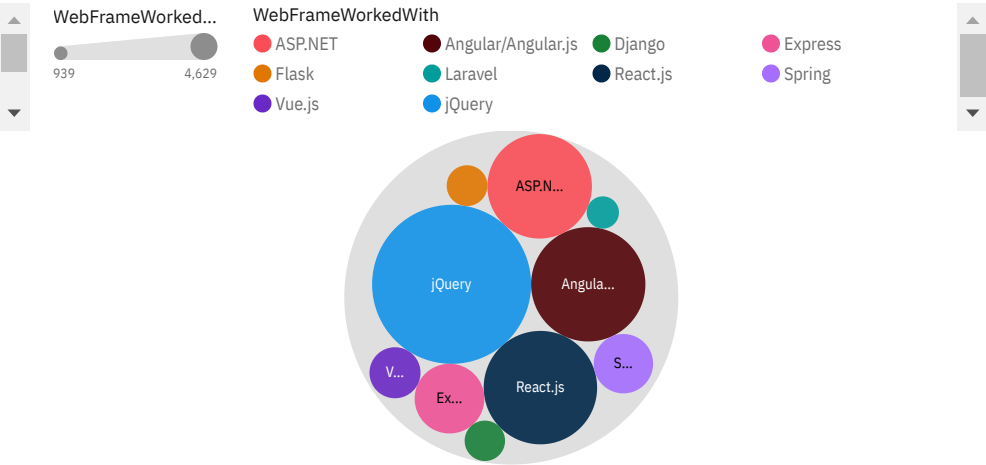 WebFrameWorked...
939
4,629
WebFrameWorkedWith
ASP.NET
Angular/Angular.js
Django
Express
Flask
Laravel
React.js
Spring
Vue.js
jQuery
ASP.N...
jQuery
Angula...
S...
V...
React.js
Ex...